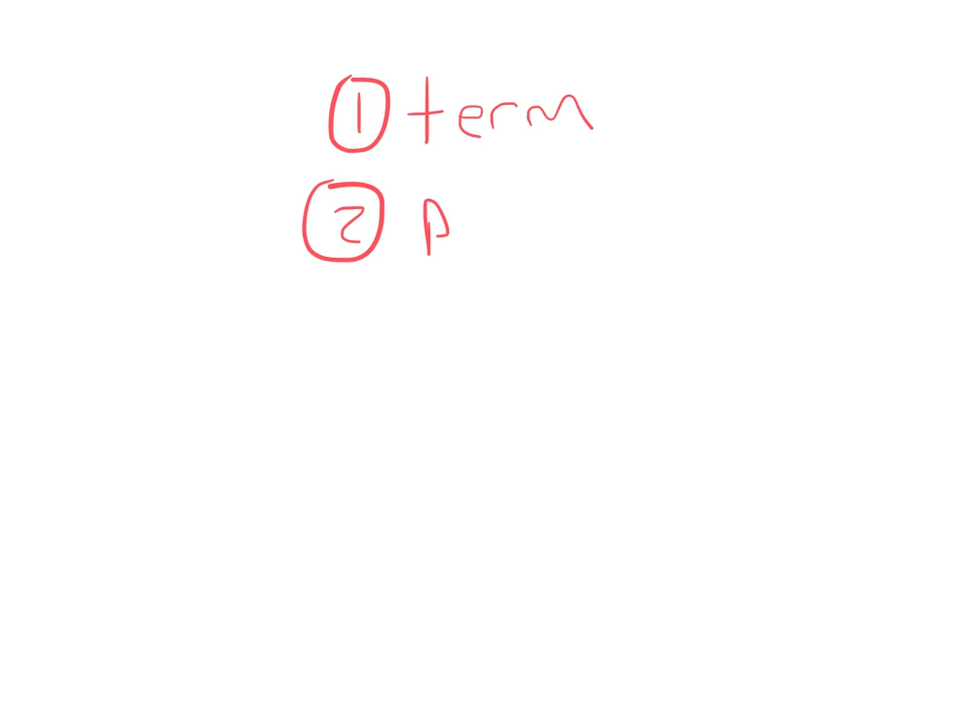 ① term
② p